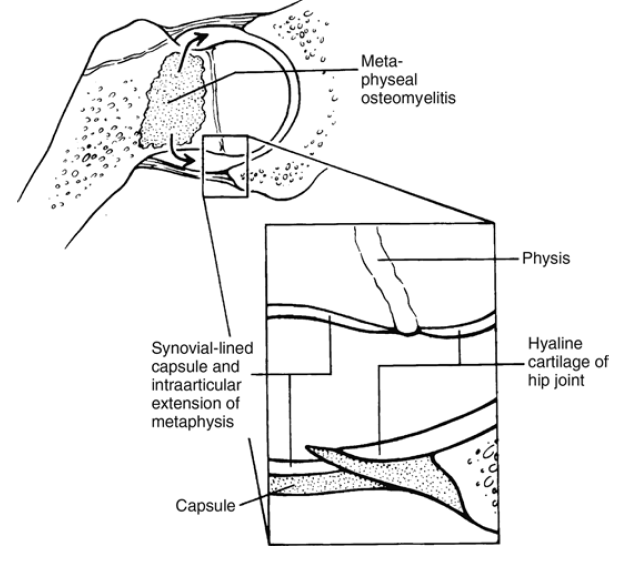 Meta-
physeal
osteomyelitis
Physis
Synovial-lined
capsule and
intraarticular
extension of
metaphysis
Hyaline
cartilage of
hip joint
Capsule